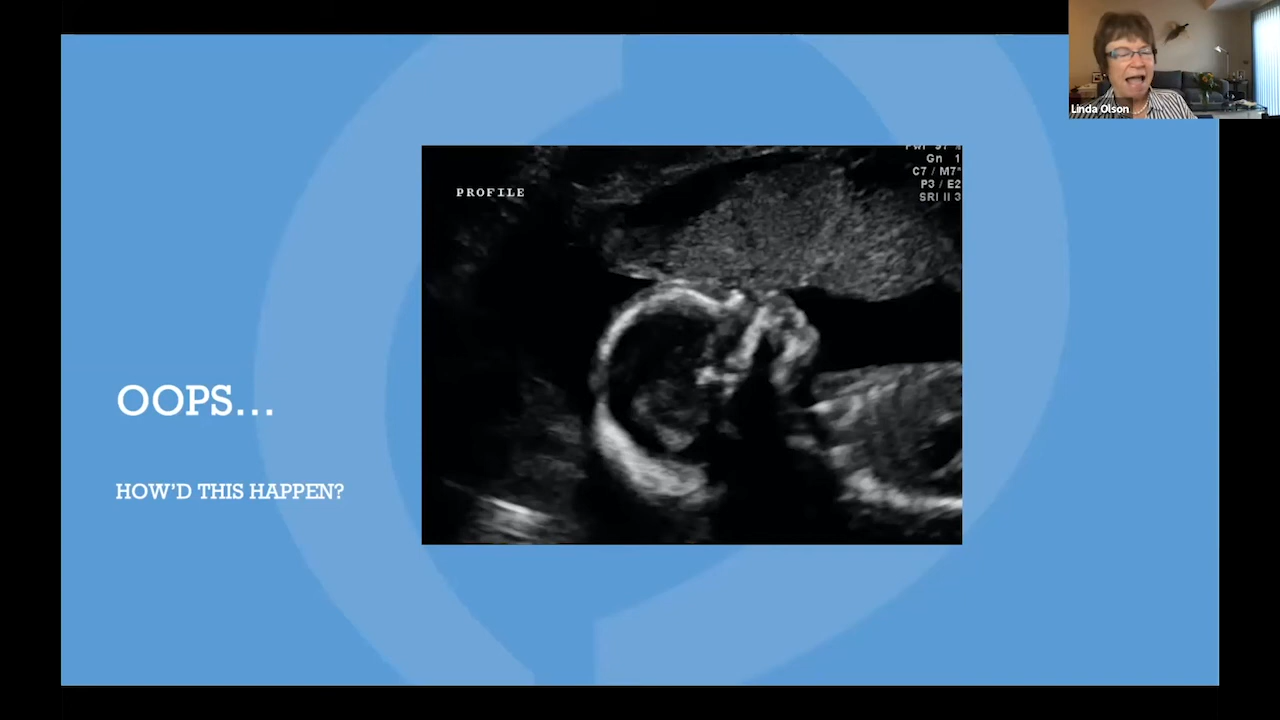 Linda Olson
PROFILE
Gn 1
C7 / M7
P3 / E2
SRI II 3
OOPS...
HOW'D THIS HAPPEN?